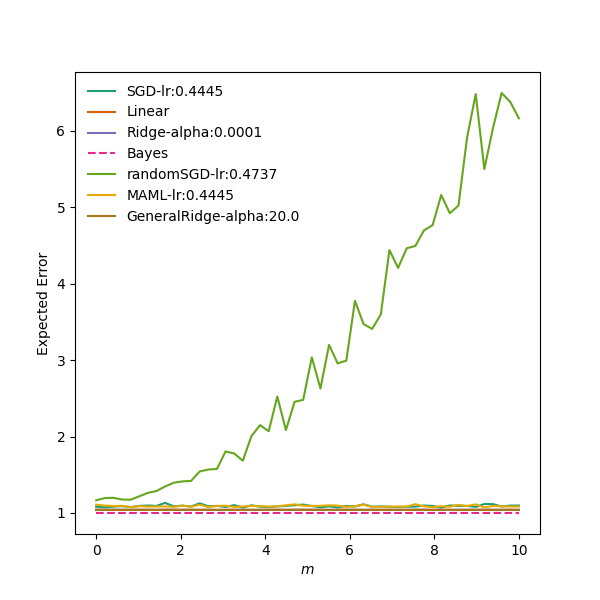 SGD-lr:0.4445
Linear
Ridge-alpha:0.0001
Bayes
randomSGD-lr:0.4737
MAML-lr:0.4445
GeneralRidge-alpha:20.0
6
5
4
3
2
1
Expected Error
0 2 4 6 8 10
m